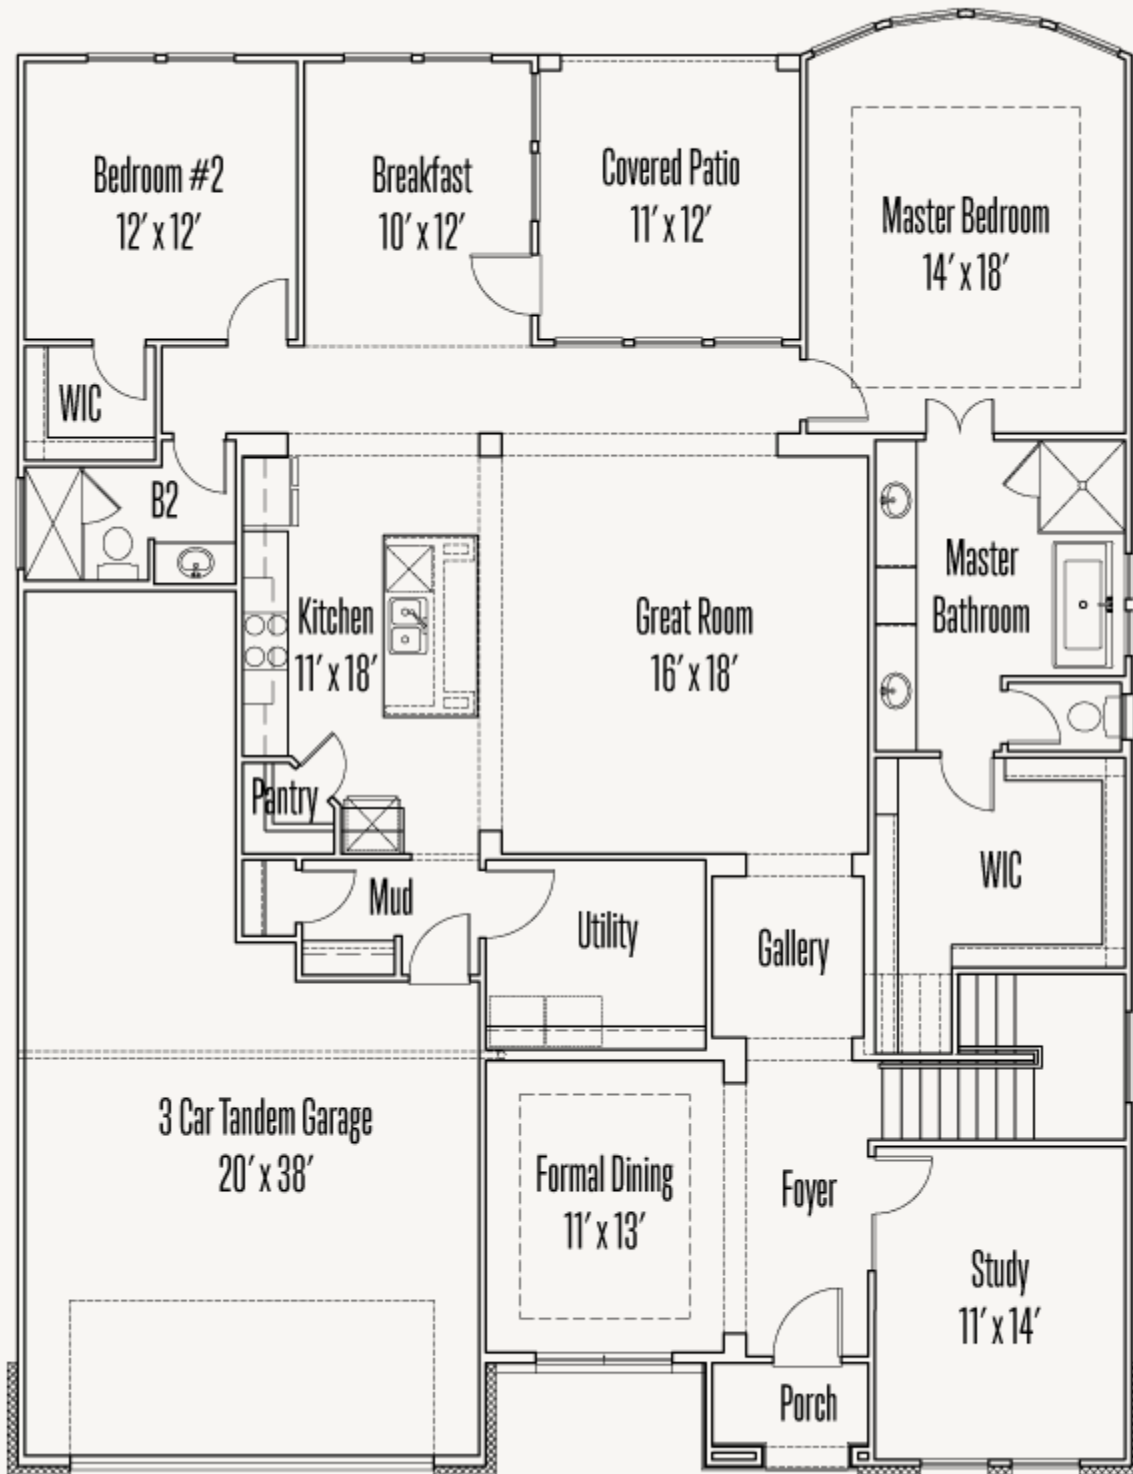 Bedroom #2
12' x 12'
Breakfast
10' x 12'
Covered Patio
11' x 12'
Master Bedroom
14' x 18'
WIC
B2
Kitchen
11' x 18'
Great Room
16' x 18'
Master
Bathroom
Pantry
Mud
Utility
Gallery
WIC
3 Car Tandem Garage
20' x 38'
Formal Dining
11' x 13'
Foyer
Study
11' x 14'
Porch